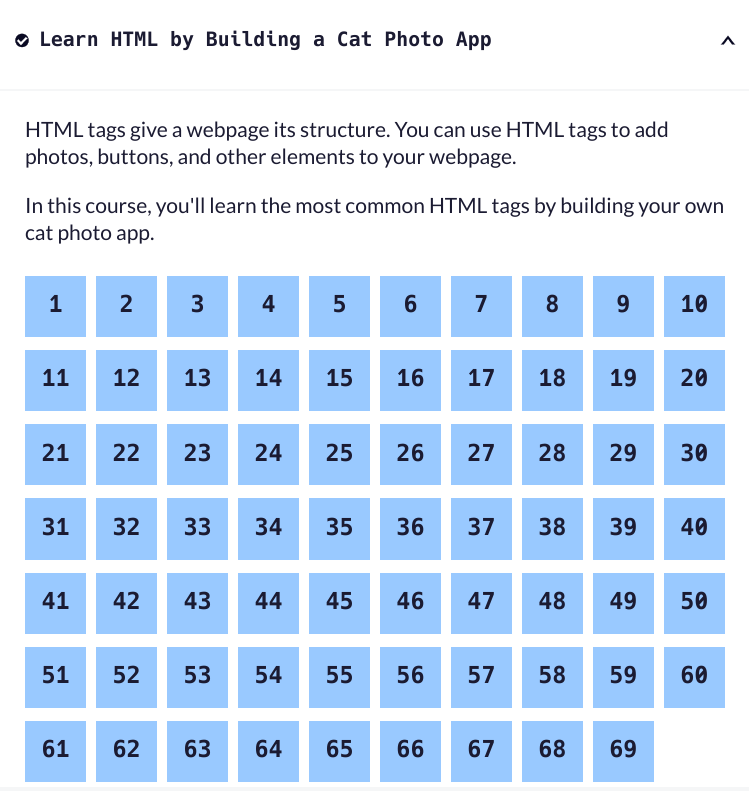 Learn HTML by Building a Cat Photo App
HTML tags give a webpage its structure. You can use HTML tags to add
photos, buttons, and other elements to your webpage.
In this course, you'll learn the most common HTML tags by building your own
cat photo app.
1 2 3 4 5 6 7 8 9 10
11 12 13 14 15 16 17 18 19 20
21 22 23 24 25 26 27 28 29 30
31 32 33 34 35 36 37 38 39 40
41 42 43 44 45 46 47 48 49 50
51 52 53 54 55 56 57 58 59 60
61 62 63 64 65 66 67 68 69